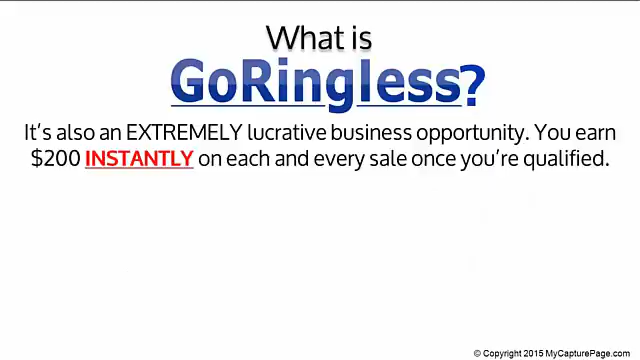 What is
GoRingless?
It's also an EXTREMELY lucrative business opportunity. You earn
$200 INSTANTLY on each and every sale once you're qualified.
© Copyright 2015 MyCapturePage.com